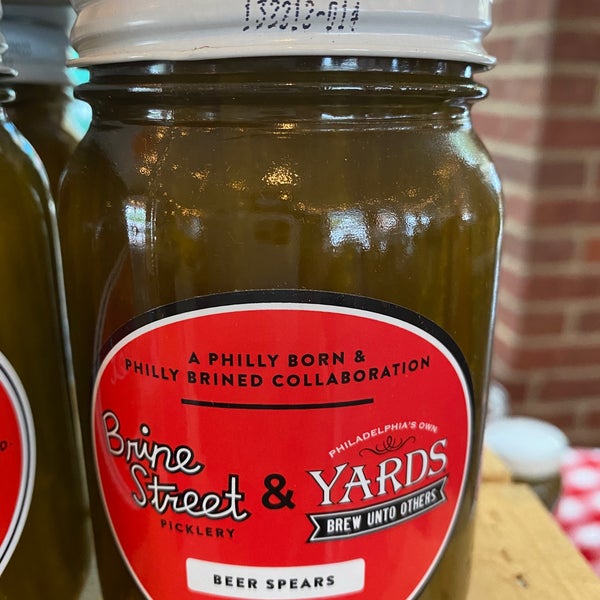 A PHILLY BORN &
PHILLY BRINED COLLABORATION
Brine
Street
PICKLERY
&
PHILADELPHIA'S OWN
YARDS
BREW UNTO OTHERS
BEER SPEARS